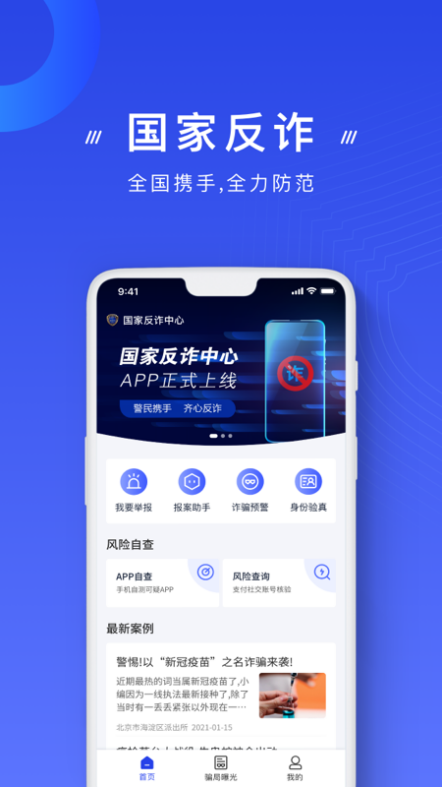 国家反诈
全国携手,全力防范
9:41
国家反诈中心
国家反诈中心
APP正式上线
警民携手 齐心反诈
诈
我要举报 报案助手 诈骗预警 身份验真
风险自查
APP自查
手机自测可疑APP
风险查询
支付社交账号核验
最新案例
警惕!以“新冠疫苗”之名诈骗来袭!
近期最热的词当属新冠疫苗了,小
编因为一线执法最新接种了,除了
当时有一丢丢紧张以外现在一…
北京市海淀区派出所 2021-01-15
首页 骗局曝光 我的